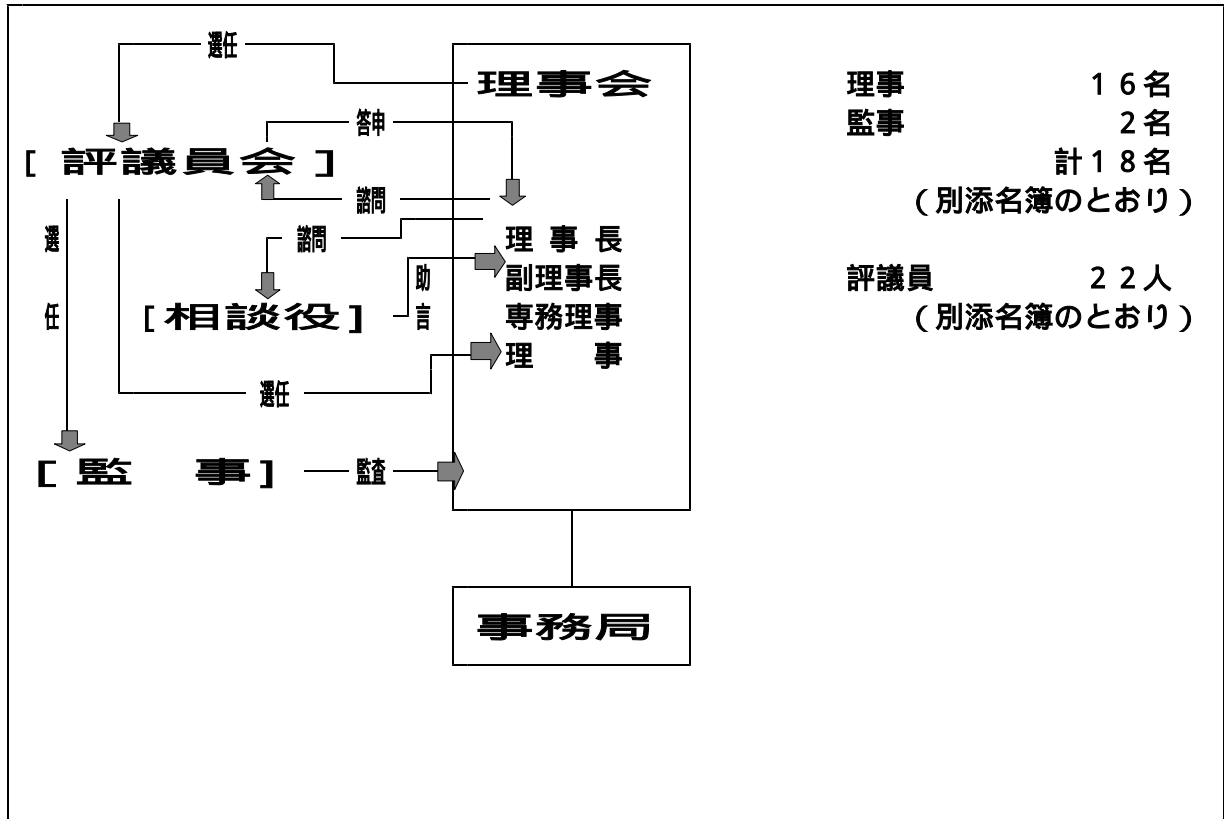 選任
理事会
答申
[ 評議員会 ]
諮問
諮問
選任
理 事 長
副理事長
専務理事
理 事
助言
[相談役]
選任
[ 監 事]
監査
事務局
理事 16名
監事 2名
計18名
(別添名簿のとおり)
評議員 22人
(別添名簿のとおり)